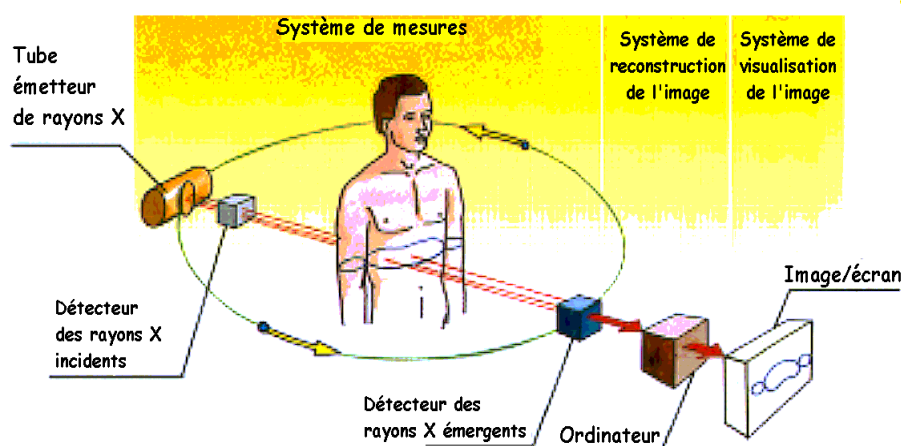 Système de mesures
Système de
reconstruction
de l'image
Système de
visualisation
de l'image
Tube
émetteur
de rayons X
Image/écran
Détecteur
des rayons X
incidents
Détecteur des
rayons X émergents
Ordinateur